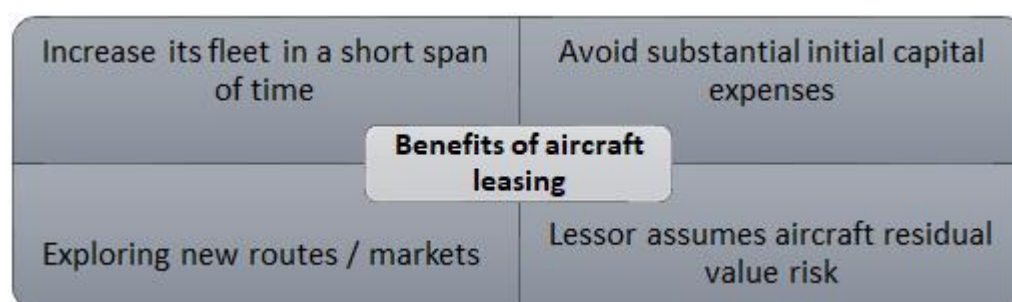 Increase its fleet in a short span
of time
Avoid substantial initial capital
expenses
Benefits of aircraft
leasing
Exploring new routes / markets
Lessor assumes aircraft residual
value risk